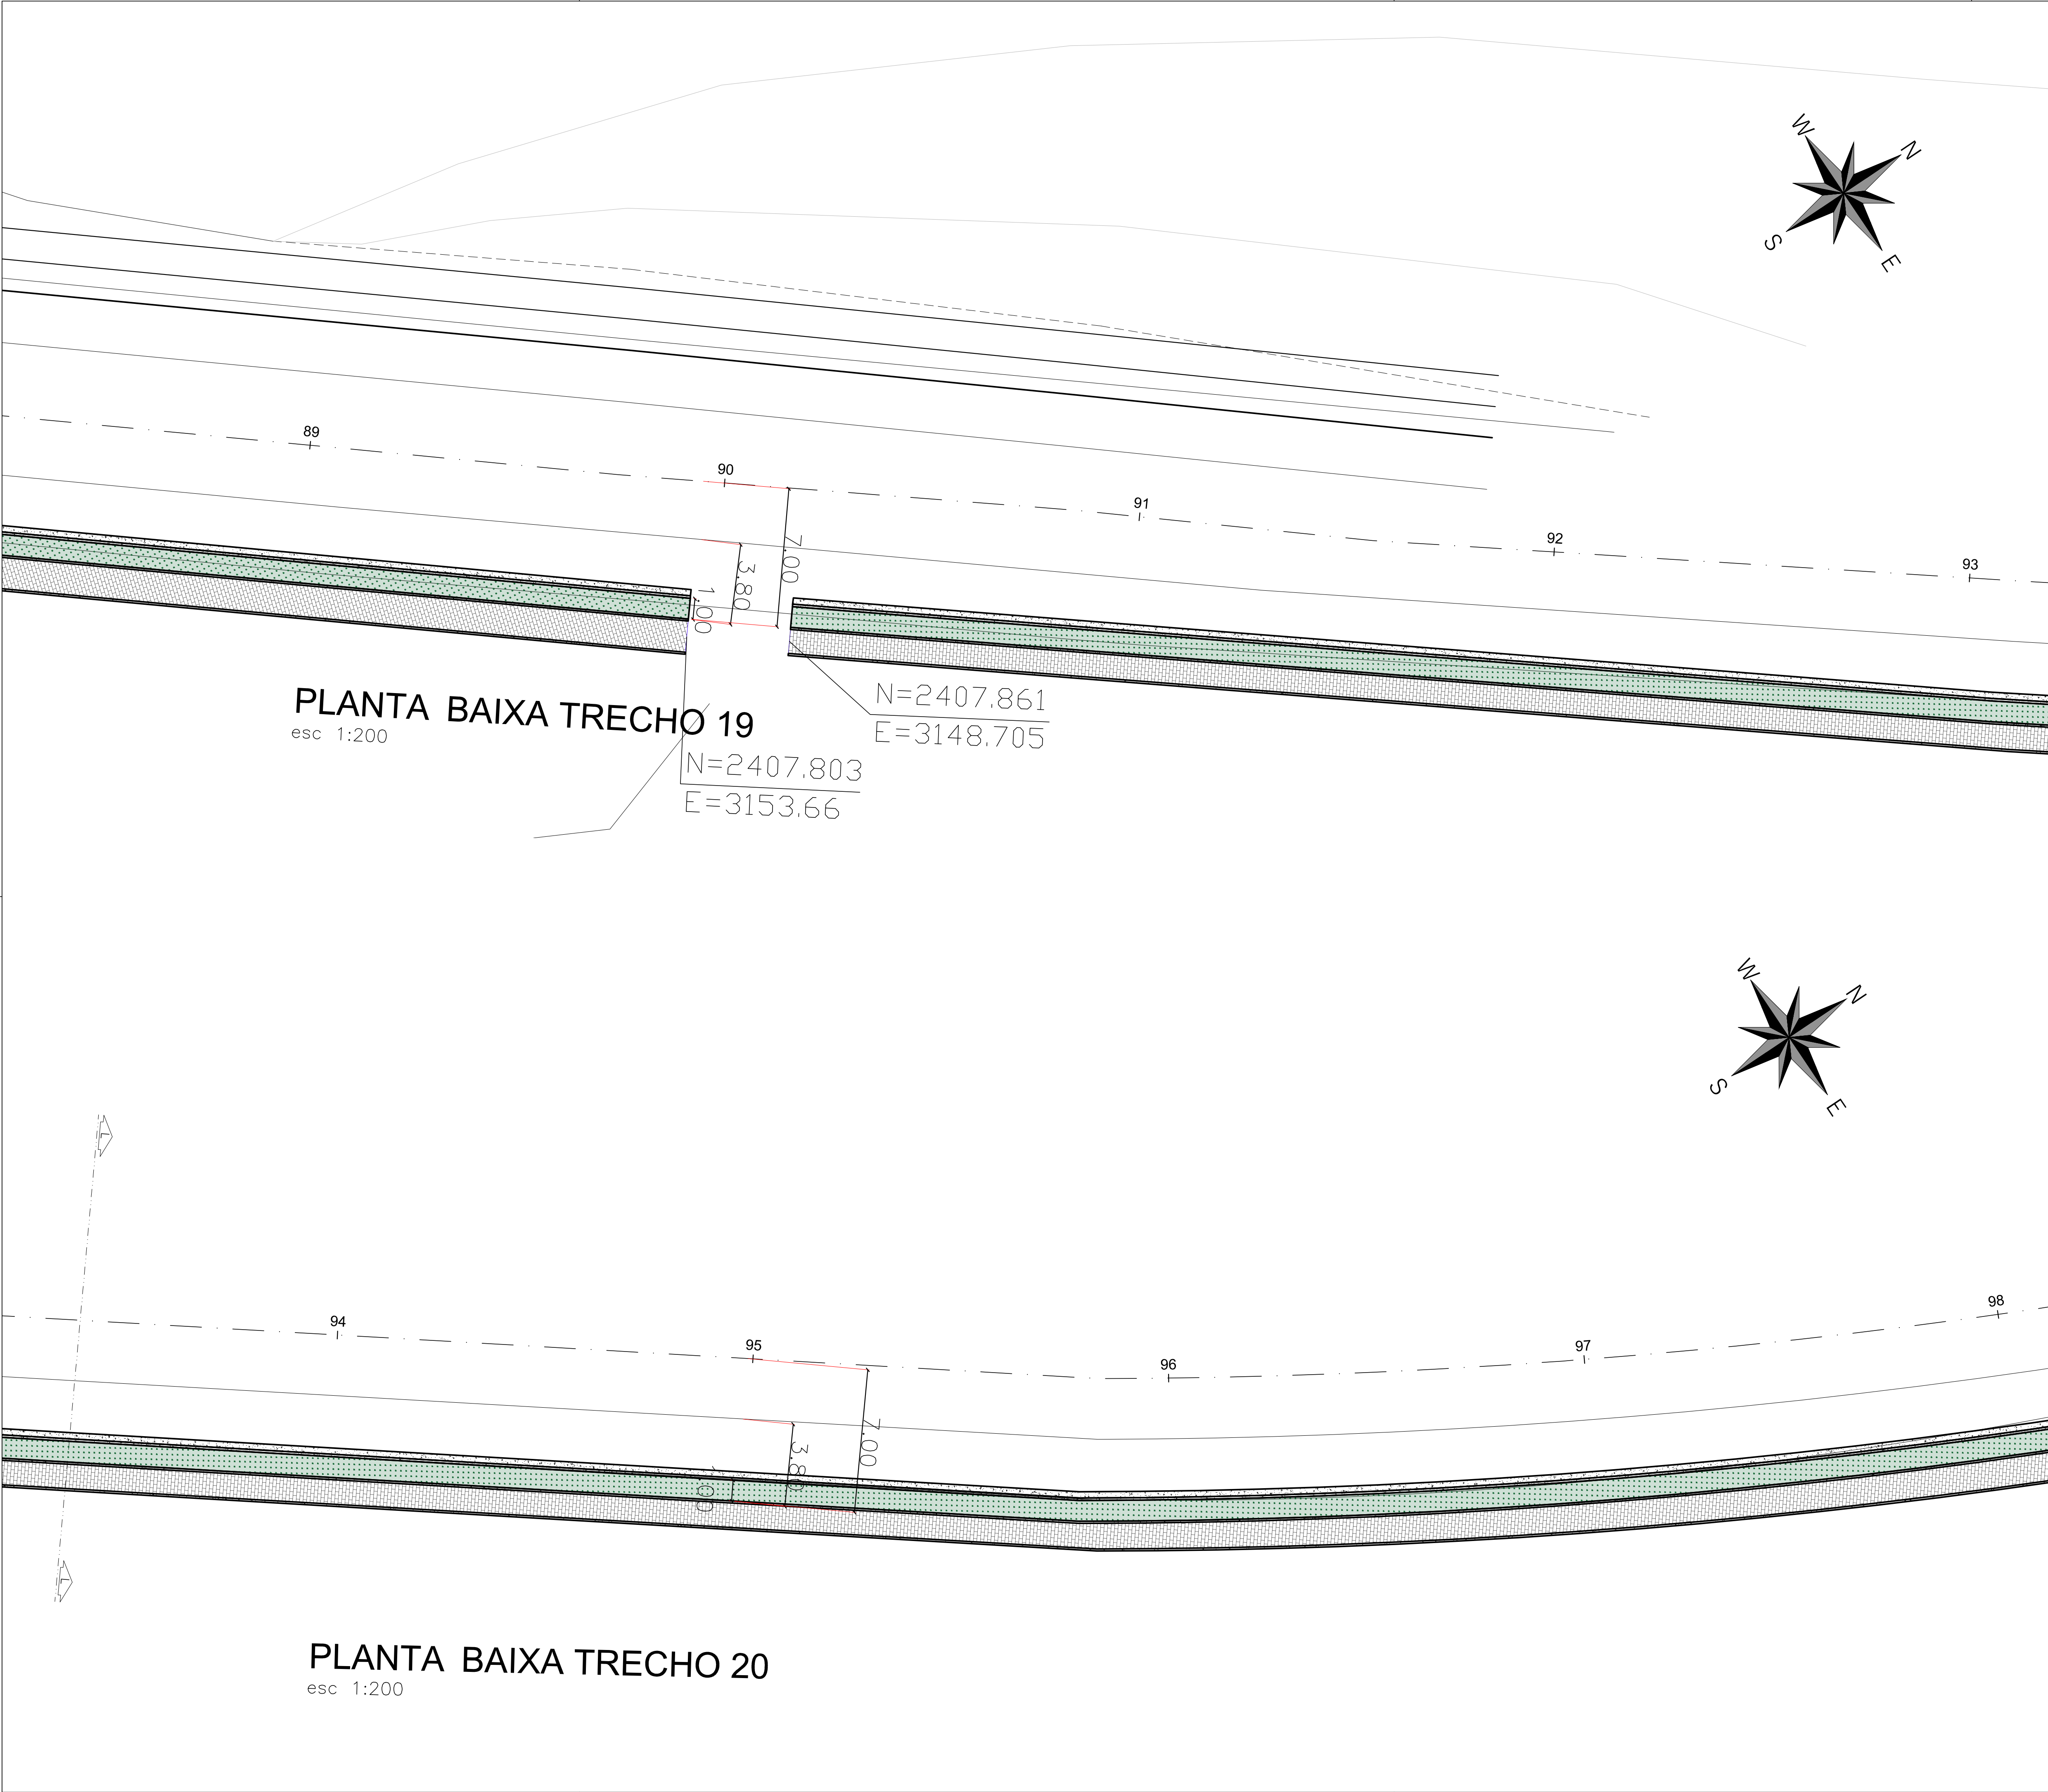 W
N
S
E
89
90
91
92
93
7.00
3.80
1.00
PLANTA BAIXA TRECHO 19
esc 1:200
N=2407,861
E=3148,705
N=2407,803
E=3153,66
W
N
S
E
L
94
95
96
97
98
7.00
3.80
1.00
L
PLANTA BAIXA TRECHO 20
esc 1:200